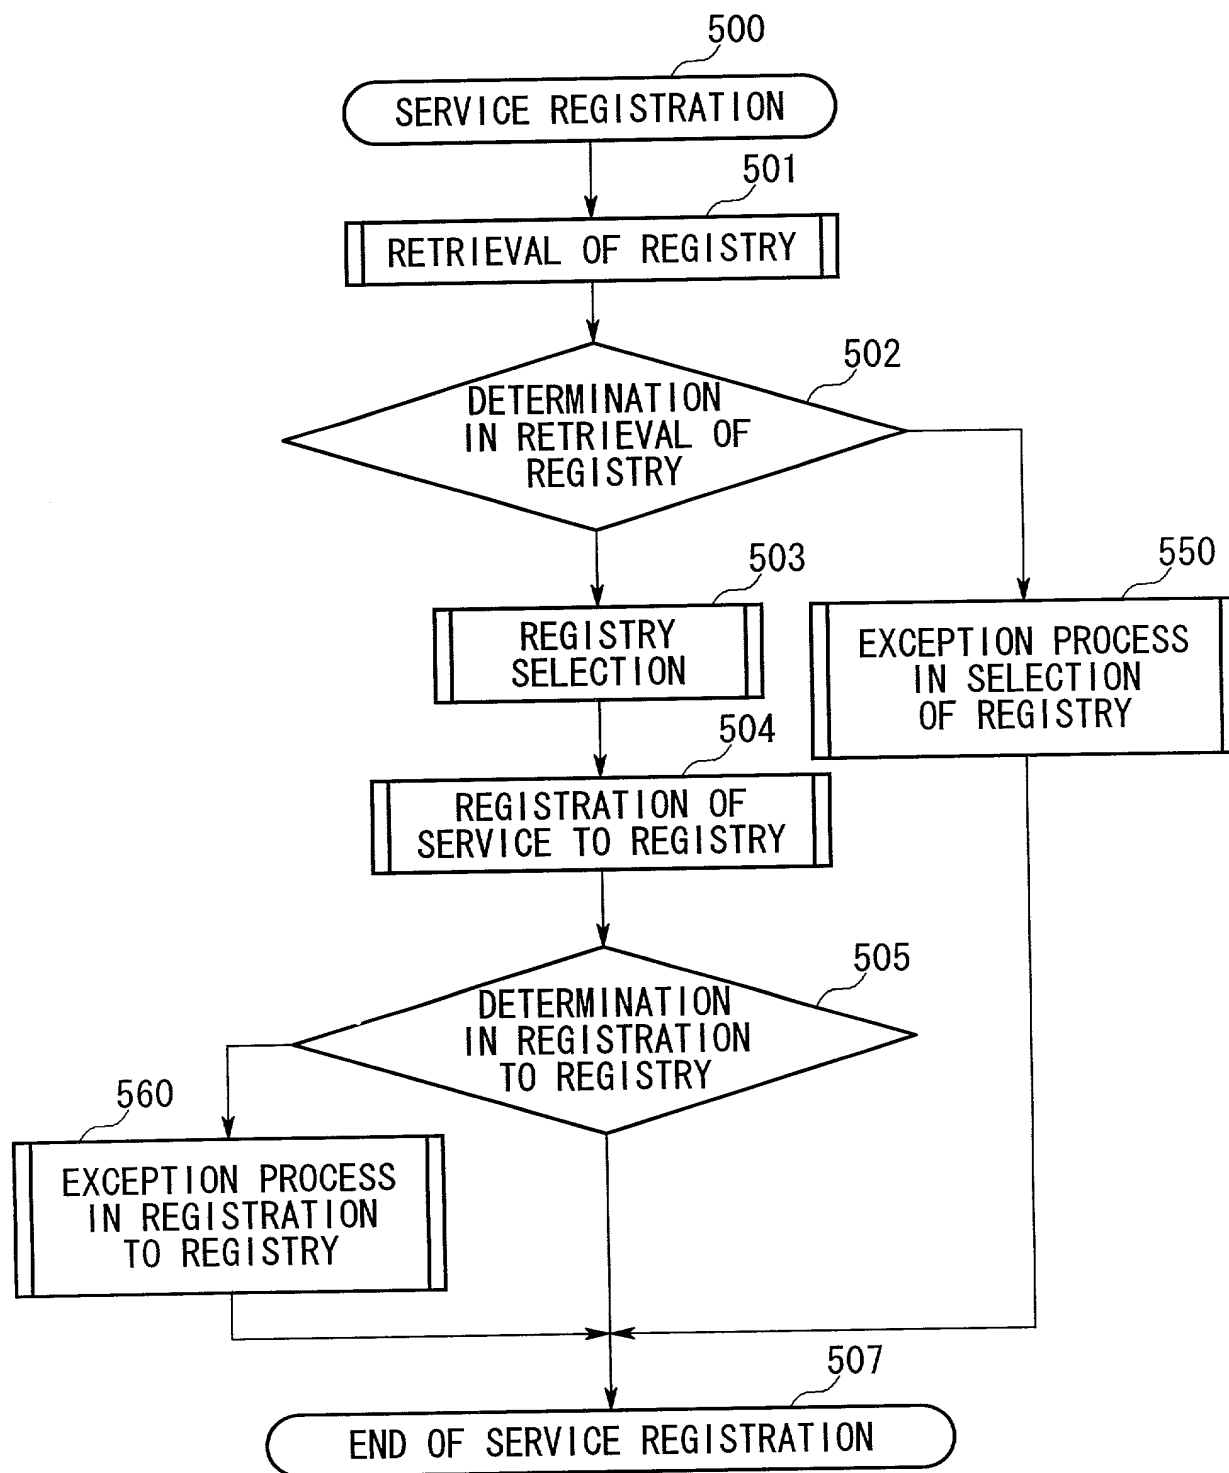 500
SERVICE REGISTRATION
501
RETRIEVAL OF REGISTRY
502
DETERMINATION
IN RETRIEVAL OF
REGISTRY
503
REGISTRY
SELECTION
550
EXCEPTION PROCESS
IN SELECTION
OF REGISTRY
504
REGISTRATION OF
SERVICE TO REGISTRY
505
DETERMINATION
IN REGISTRATION
TO REGISTRY
560
EXCEPTION PROCESS
IN REGISTRATION
TO REGISTRY
507
END OF SERVICE REGISTRATION